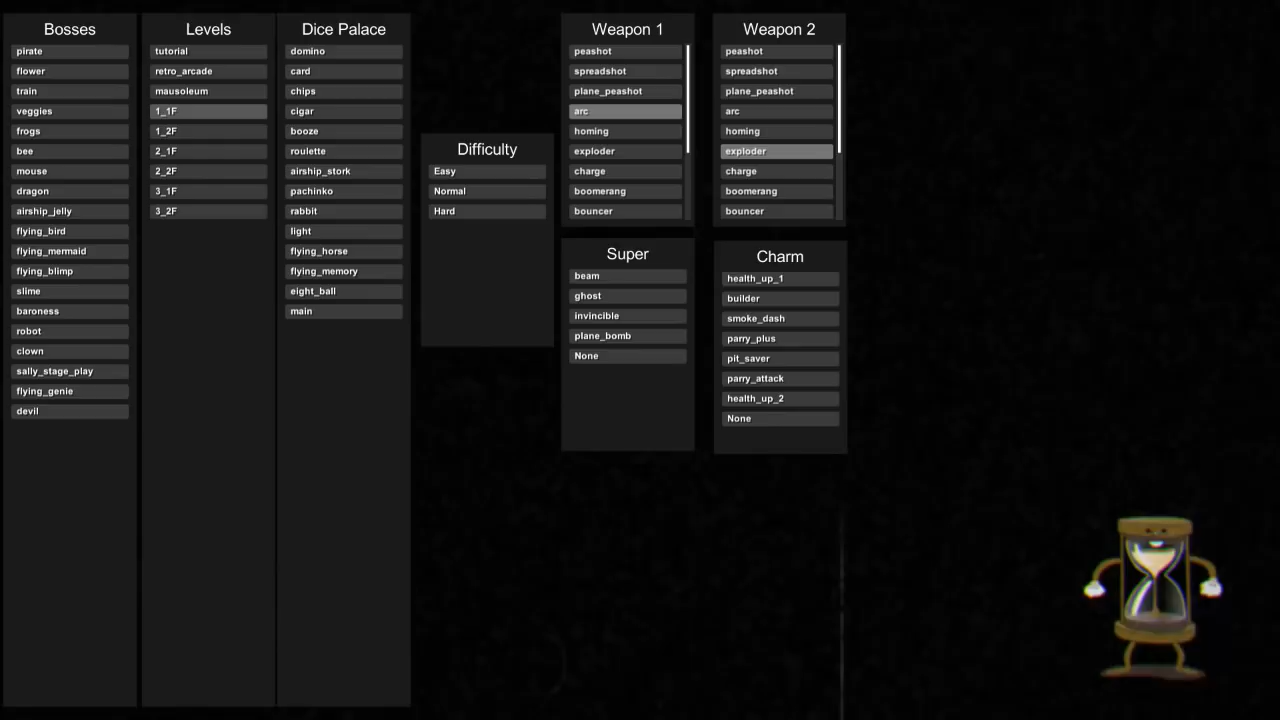 Bosses
pirate
flower
train
veggies
frogs
bee
mouse
dragon
airship_jelly
flying_bird
flying_mermaid
flying_blimp
slime
baroness
robot
clown
sally_stage_play
flying_genie
devil
Levels
tutorial
retro_arcade
mausoleum
1_1F
1_2F
2_1F
2_2F
3_1F
3_2F
Dice Palace
domino
card
chips
cigar
booze
roulette
airship_stork
pachinko
rabbit
light
flying_horse
flying_memory
eight_ball
main
Difficulty
Easy
Normal
Hard
Weapon 1
peashot
spreadshot
plane_peashot
arc
homing
exploder
charge
boomerang
bouncer
Weapon 2
peashot
spreadshot
plane_peashot
arc
homing
exploder
charge
boomerang
bouncer
Super
beam
ghost
invincible
plane_bomb
None
Charm
health_up_1
builder
smoke_dash
parry_plus
pit_saver
parry_attack
health_up_2
None